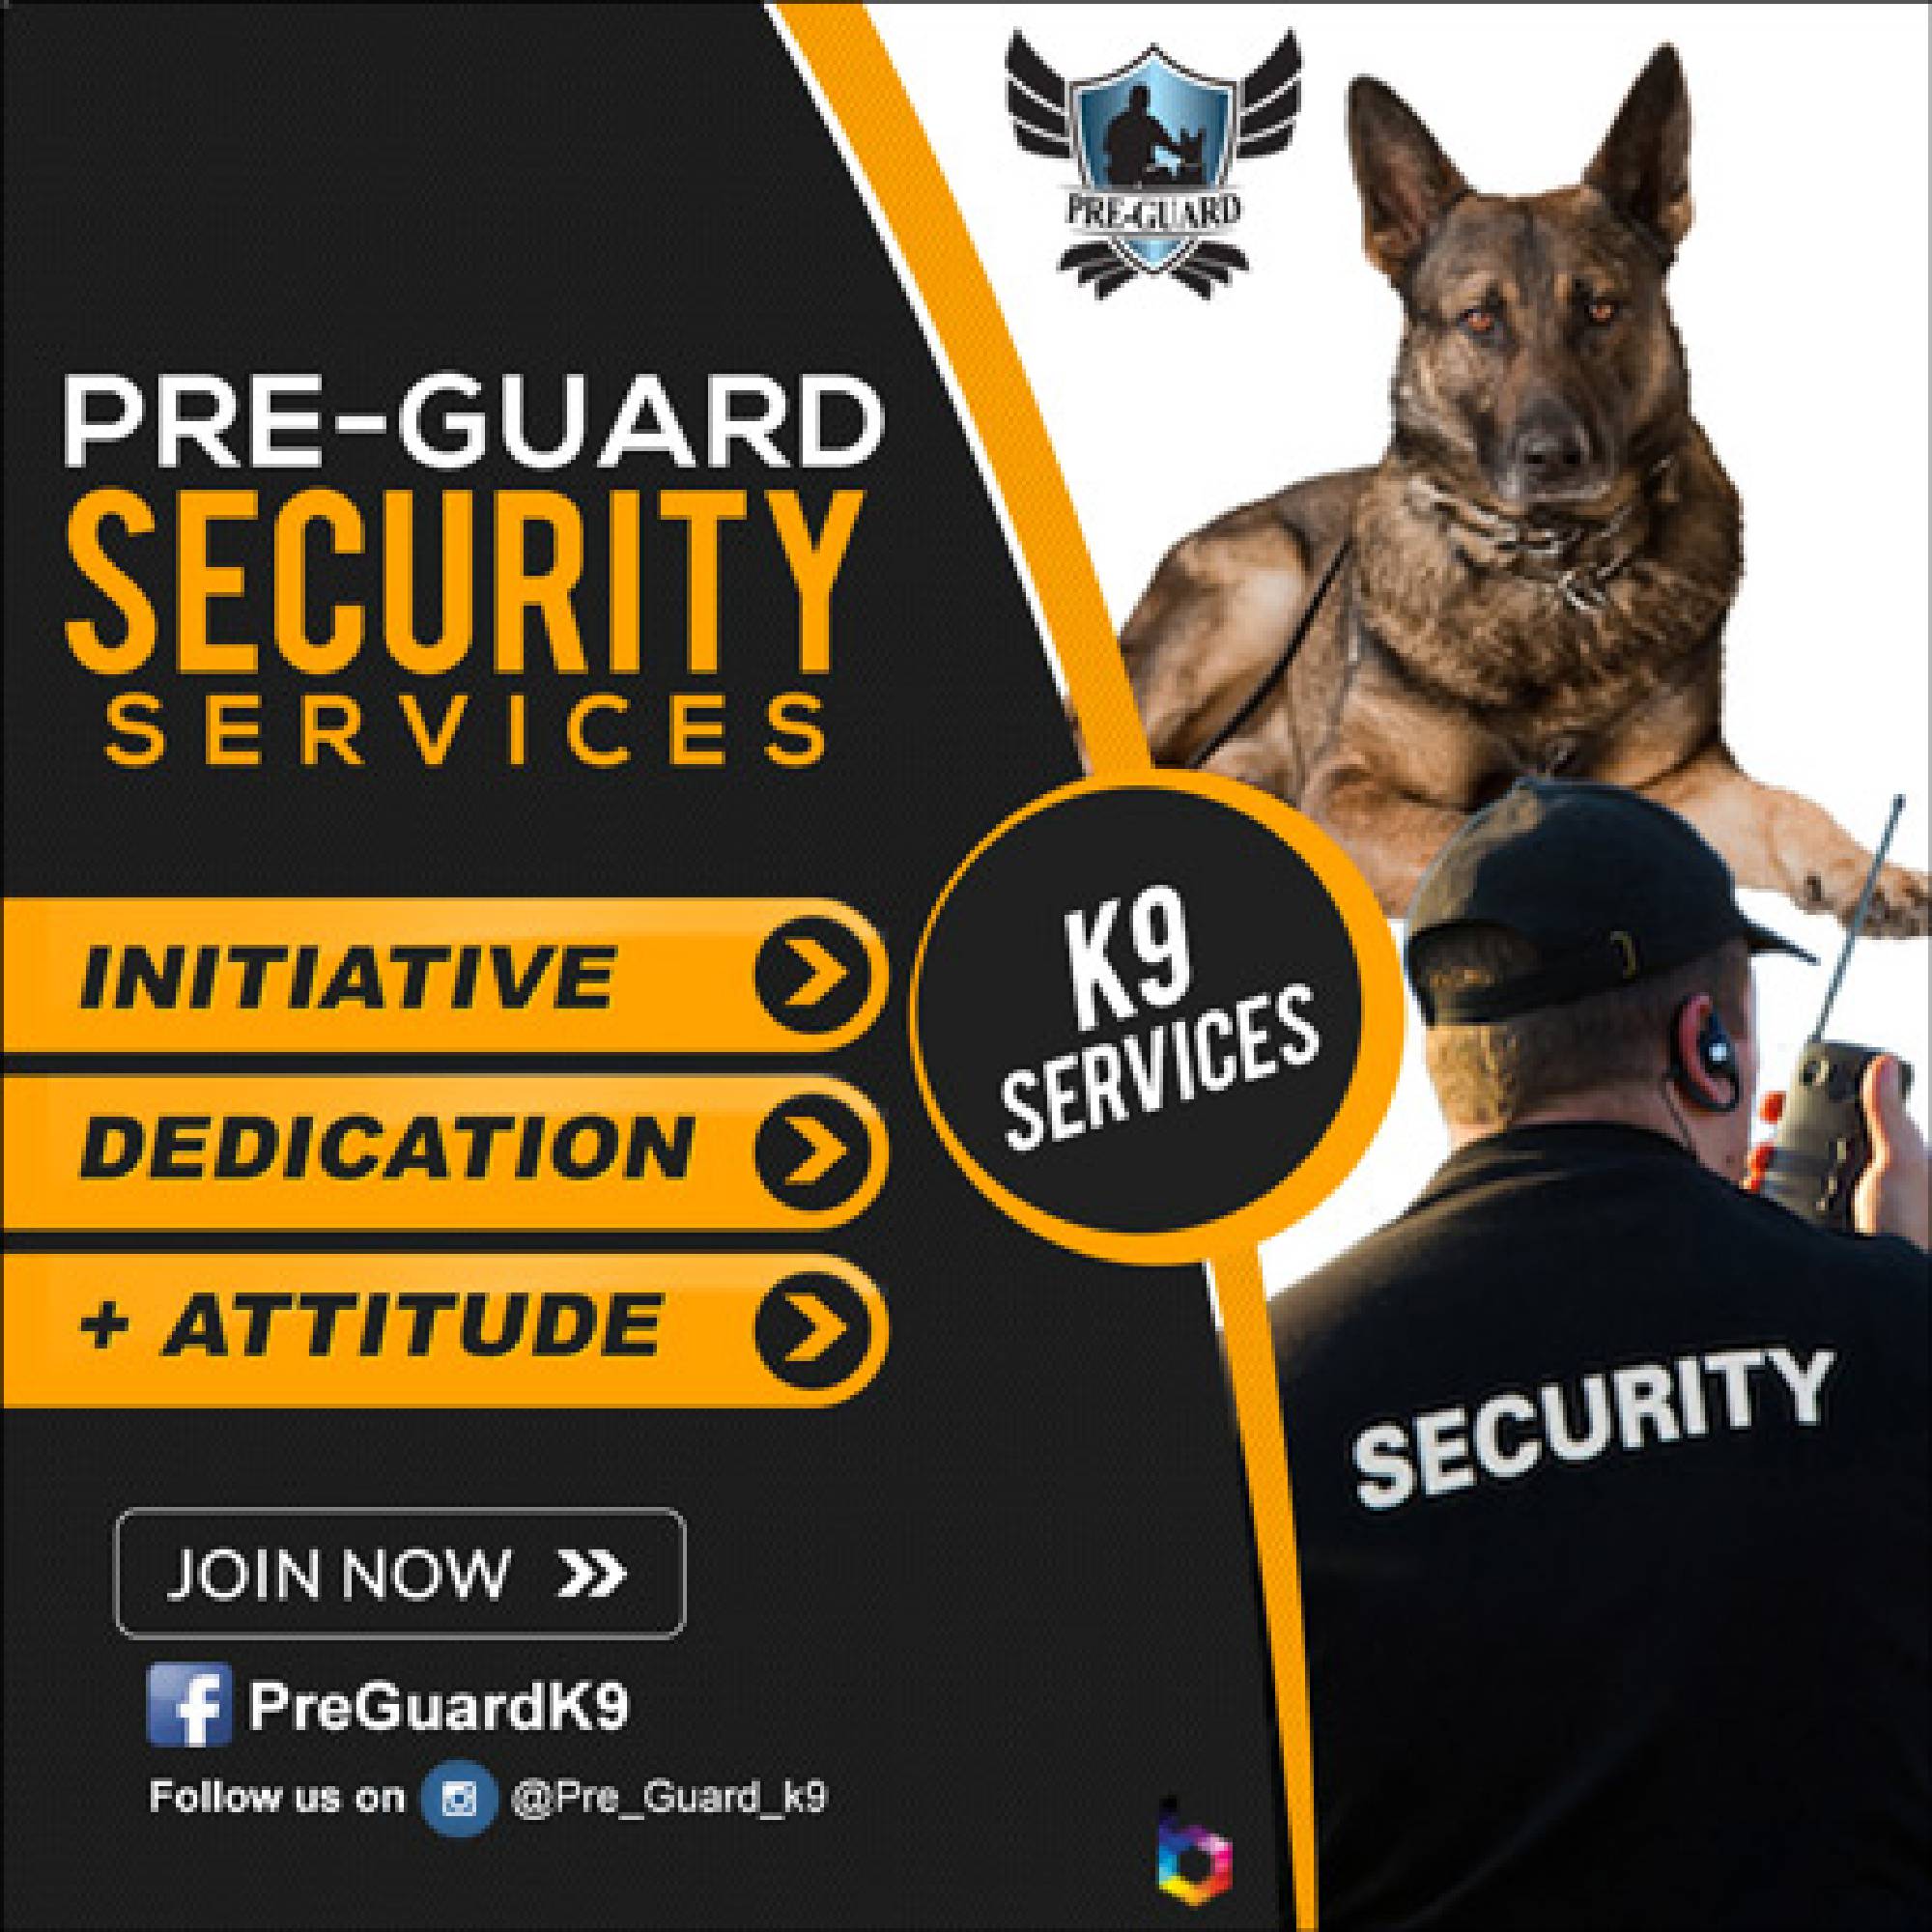 PRE-GUARD
PRE-GUARD
SECURITY
SERVICES
K9
SERVICES
INITIATIVE
DEDICATION
+ ATTITUDE
SECURITY
JOIN NOW
PreGuardK9
Follow us on @Pre_Guard_k9